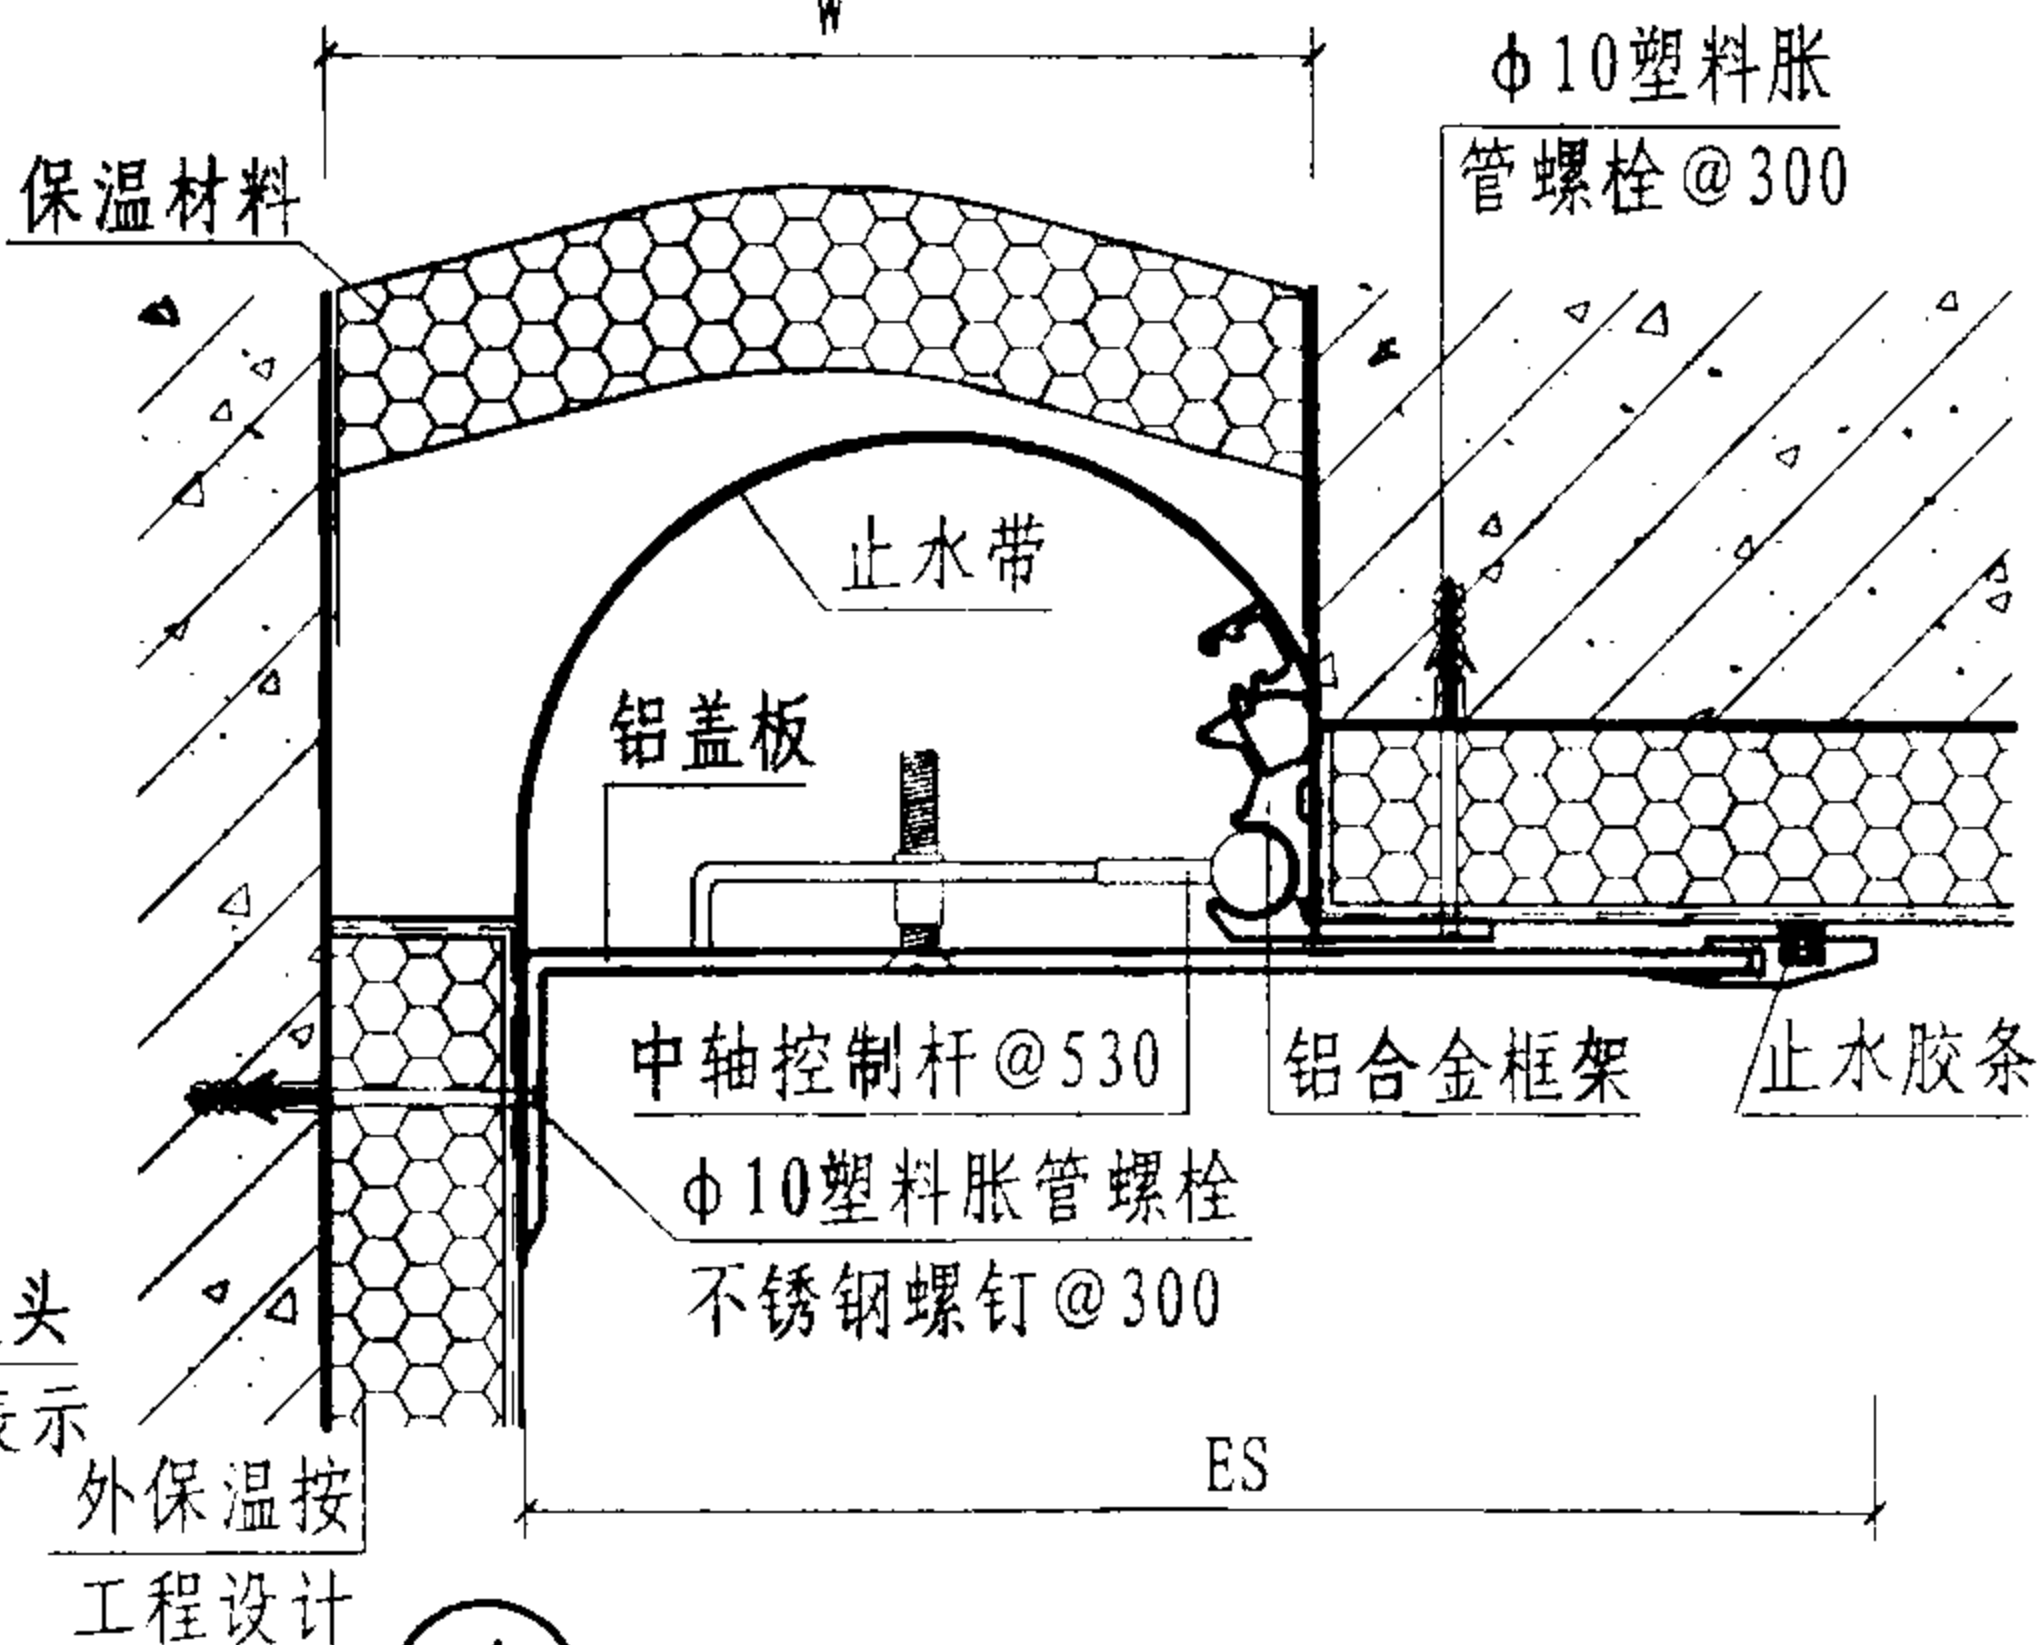 W
φ10塑料胀
管螺栓@300
保温材料
止水带
铝盖板
中轴控制杆@530
铝合金框架
止水胶条
φ10塑料胀管螺栓
不锈钢螺钉@300
头
表示
ES
外保温按
工程设计